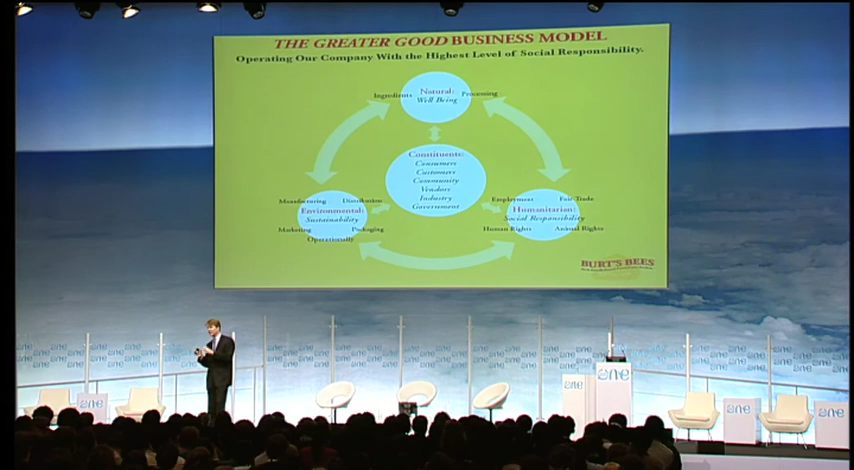 THE GREATER GOOD BUSINESS MODEL
Operating Our Company With the Highest Level of Social Responsibility.
Natural:
Ingredients Well Being Processing
Constituents:
Consumers
Customers
Community
Vendors
Industry
Government
Manufacturing Distribution
Environmental:
Sustainability
Marketing Packaging
Operationally
Employment Fair Trade
Humanitarian:
Social Responsibility
Human Rights Animal Rights
BURT'S BEES
one
one
one
one
one